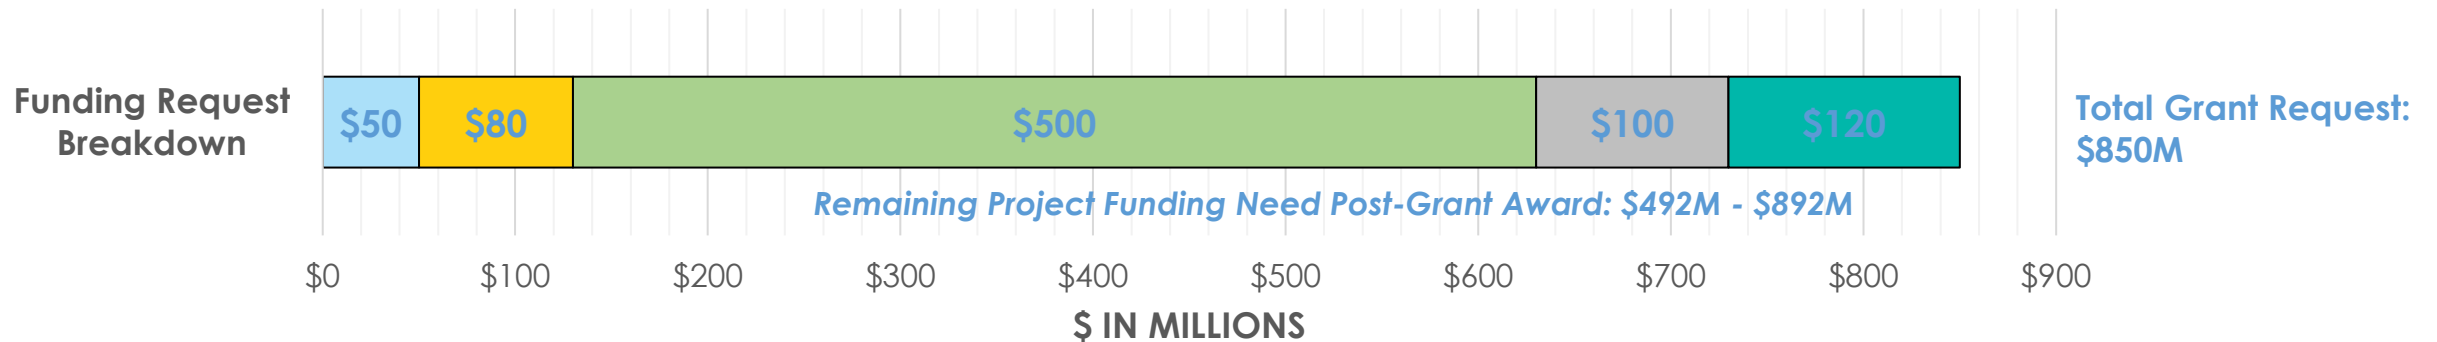 Funding Request
Breakdown
$50 $80 $500 $100 $120
Total Grant Request:
$850M
Remaining Project Funding Need Post-Grant Award: $492M - $892M
$0 $100 $200 $300 $400 $500 $600 $700 $800 $900
$ IN MILLIONS